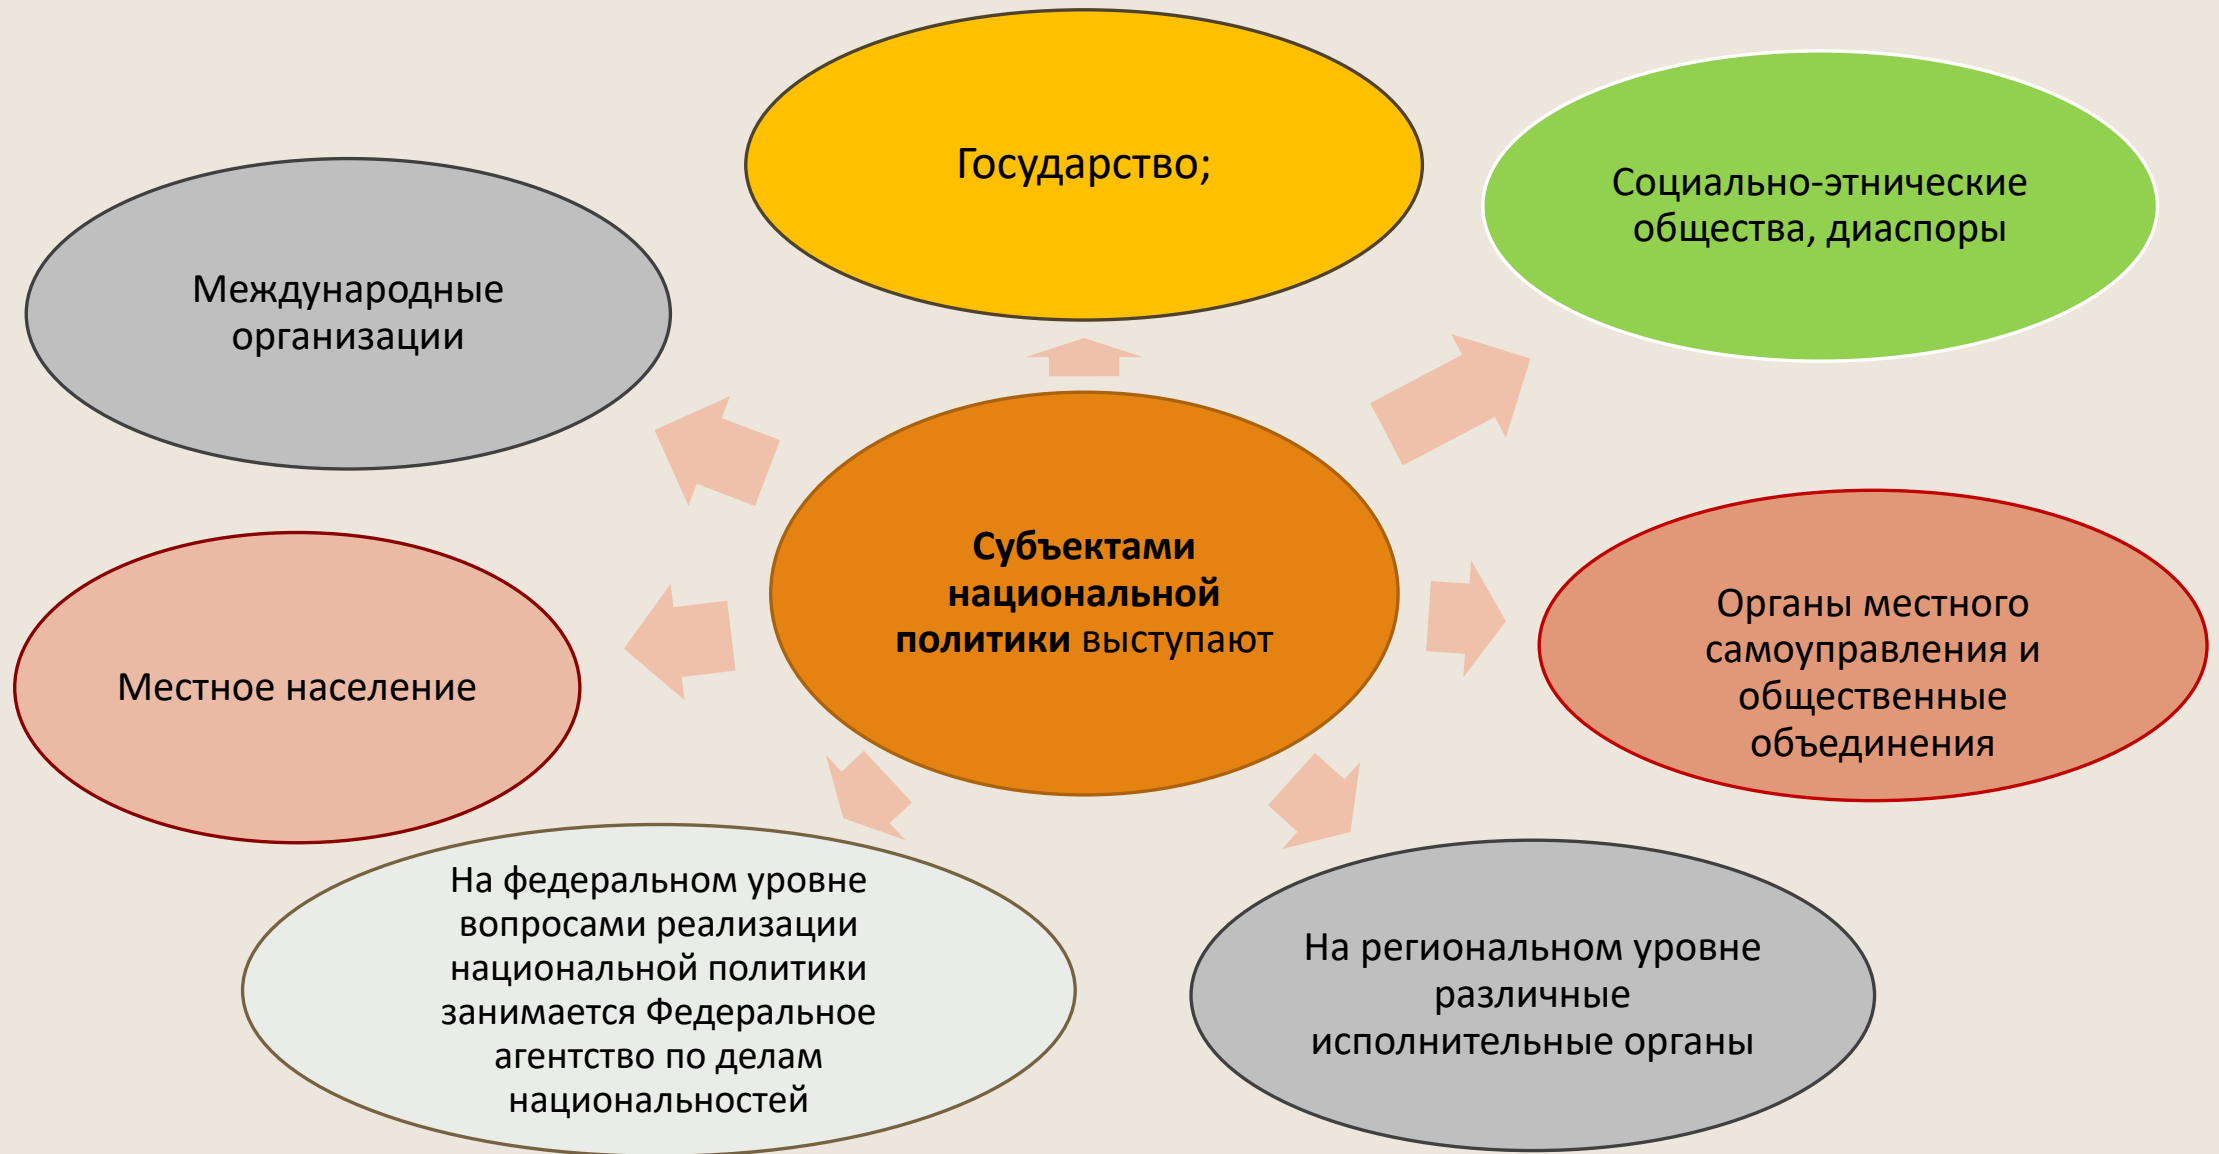 Государство;
Социально-этнические
общества, диаспоры
Международные
организации
Субъектами
национальной
политики выступают
Органы местного
самоуправления и
общественные
объединения
Местное население
На федеральном уровне
вопросами реализации
национальной политики
занимается Федеральное
агентство по делам
национальностей
На региональном уровне
различные
исполнительные органы